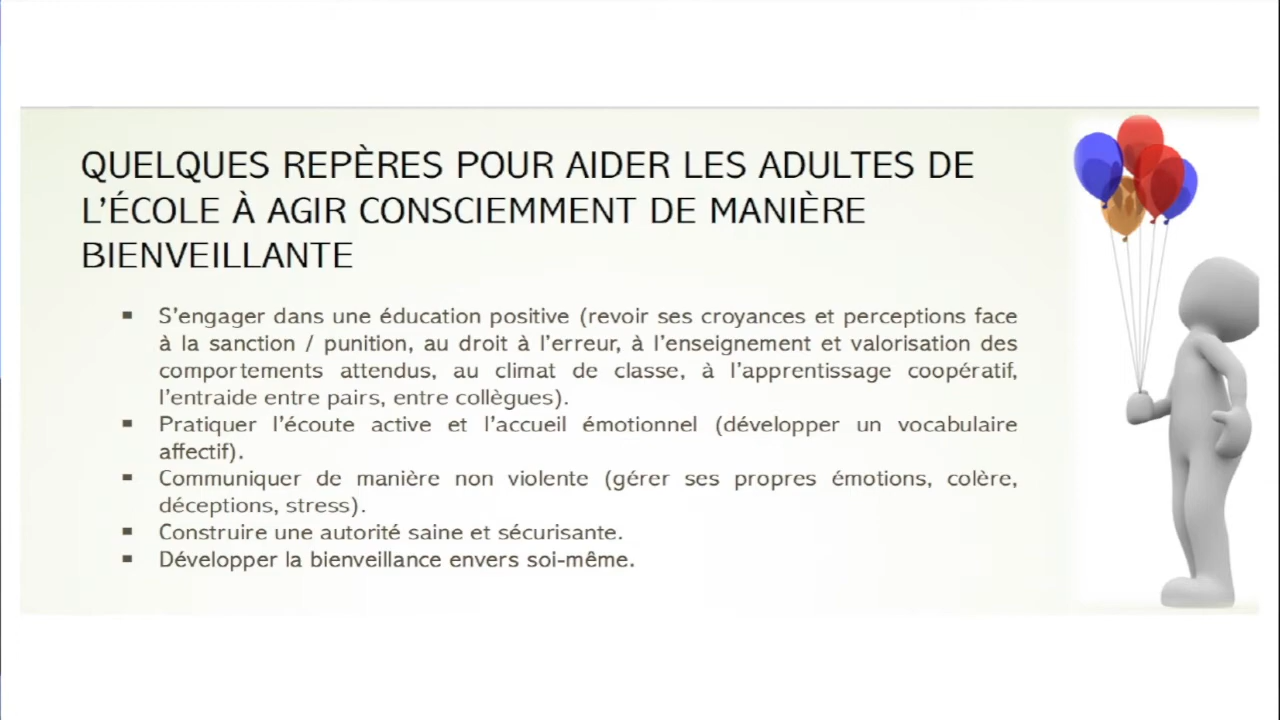 QUELQUES REPÈRES POUR AIDER LES ADULTES DE
L'ÉCOLE À AGIR CONSCIEMMENT DE MANIÈRE
BIENVEILLANTE
▪ S'engager dans une éducation positive (revoir ses croyances et perceptions face
à la sanction / punition, au droit à l'erreur, à l'enseignement et valorisation des
comportements attendus, au climat de classe, à l'apprentissage coopératif,
l'entraide entre pairs, entre collègues).
▪ Pratiquer l'écoute active et l'accueil émotionnel (développer un vocabulaire
affectif).
▪ Communiquer de manière non violente (gérer ses propres émotions, colère,
déceptions, stress).
▪ Construire une autorité saine et sécurisante.
▪ Développer la bienveillance envers soi-même.